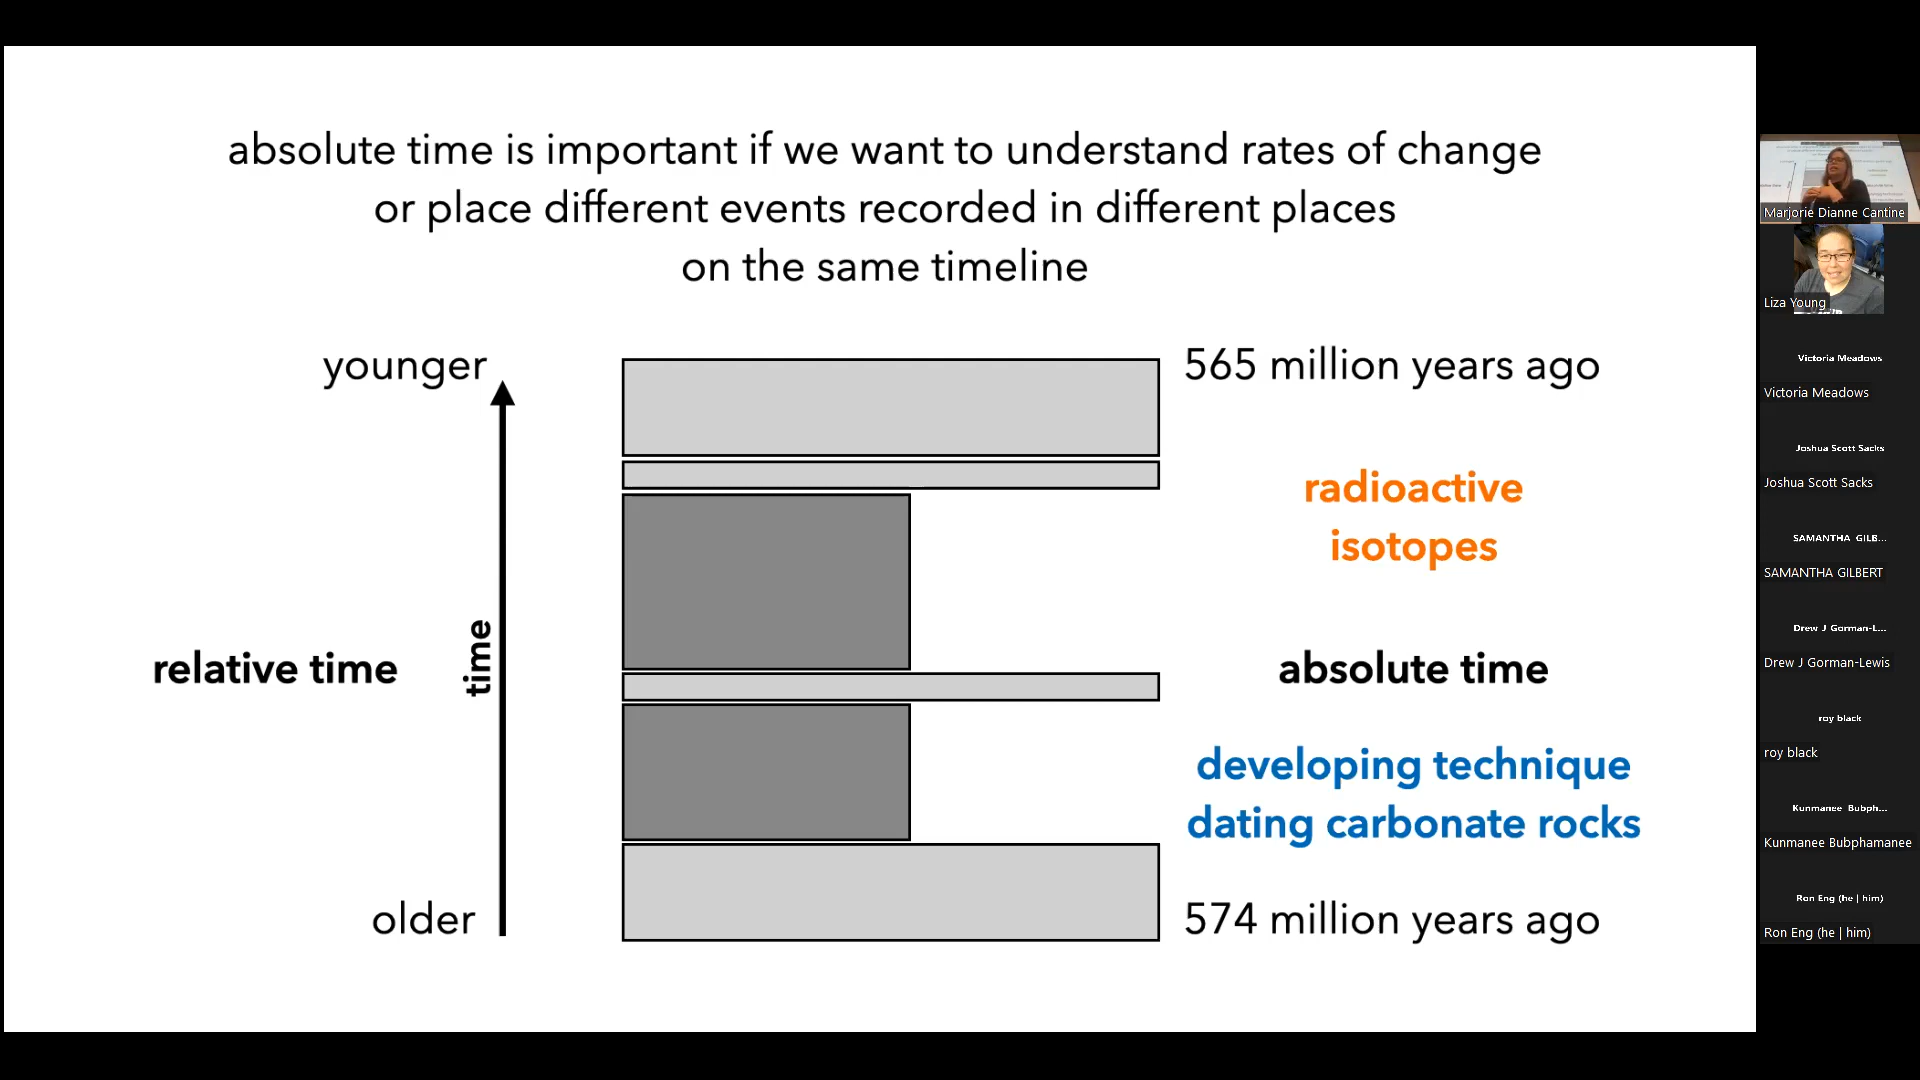 absolute time is important if we want to understand rates of change
or place different events recorded in different places
on the same timeline
younger
565 million years ago
radioactive
isotopes
relative time
time
absolute time
developing technique
dating carbonate rocks
older
574 million years ago
Marjorie Dianne Cantine
Liza Young
Victoria Meadows
Victoria Meadows
Joshua Scott Sacks
Joshua Scott Sacks
SAMANTHA GILB...
SAMANTHA GILBERT
Drew J Gorman-L...
Drew J Gorman-Lewis
roy black
roy black
Kunmanee Bubph...
Kunmanee Bubphamanee
Ron Eng (he | him)
Ron Eng (he | him)